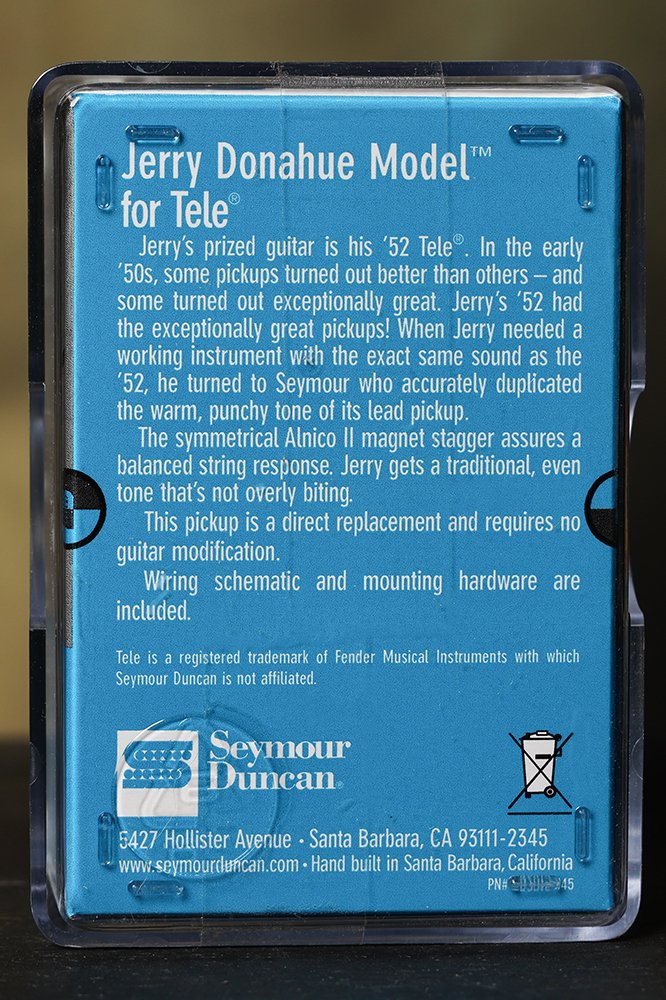 Jerry Donahue Model™
for Tele®
Jerry's prized guitar is his '52 Tele®. In the early
'50s, some pickups turned out better than others – and
some turned out exceptionally great. Jerry's '52 had
the exceptionally great pickups! When Jerry needed a
working instrument with the exact same sound as the
'52, he turned to Seymour who accurately duplicated
the warm, punchy tone of its lead pickup.
The symmetrical Alnico II magnet stagger assures a
balanced string response. Jerry gets a traditional, even
tone that's not overly biting.
This pickup is a direct replacement and requires no
guitar modification.
Wiring schematic and mounting hardware are
included.
Tele is a registered trademark of Fender Musical Instruments with which
Seymour Duncan is not affiliated.
Seymour
Duncan®
5427 Hollister Avenue • Santa Barbara, CA 93111-2345
www.seymourduncan.com • Hand built in Santa Barbara, California
PN#